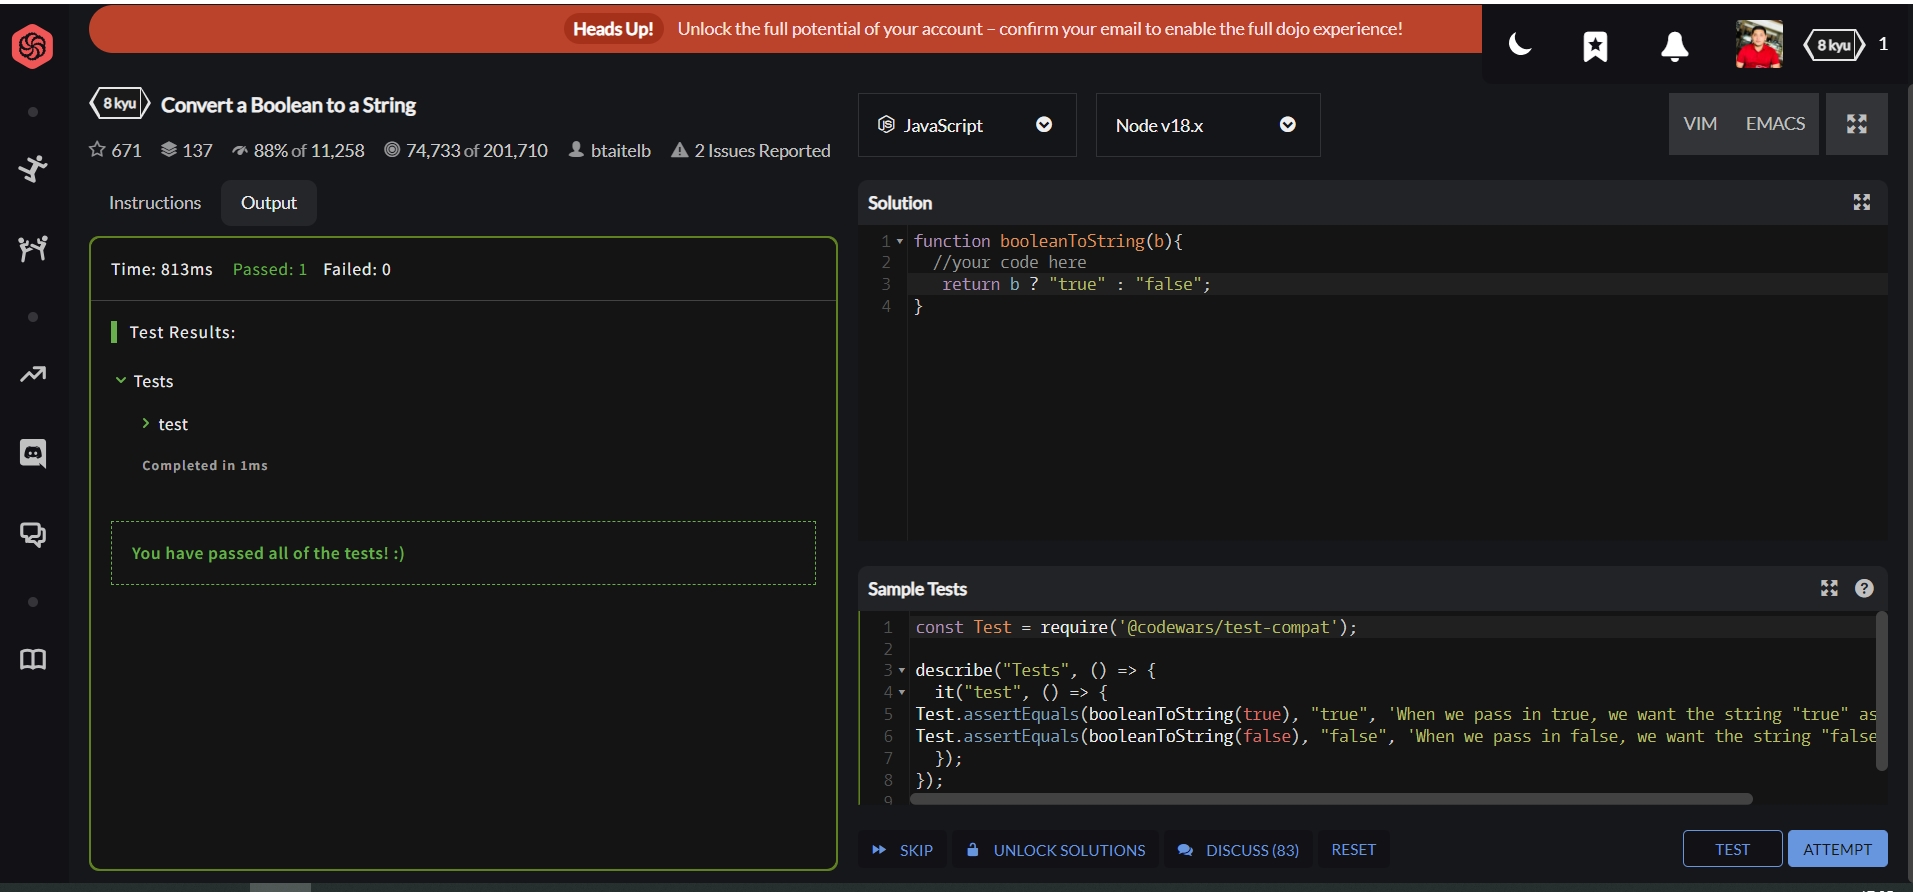 Heads Up! Unlock the full potential of your account – confirm your email to enable the full dojo experience!
8 kyu 1
8 kyu Convert a Boolean to a String
671 137 88% of 11,258 74,733 of 201,710 btaitelb 2 Issues Reported
JavaScript
Node v18.x
VIM EMACS
Instructions Output
Time: 813ms Passed: 1 Failed: 0
Test Results:
Tests
test
Completed in 1ms
You have passed all of the tests! :)
Solution
1 function booleanToString(b){
2 //your code here
3 return b ? "true" : "false";
4 }
Sample Tests
1 const Test = require('@codewars/test-compat');
2
3 describe("Tests", () => {
4 it("test", () => {
5 Test.assertEquals(booleanToString(true), "true", 'When we pass in true, we want the string "true" as
6 Test.assertEquals(booleanToString(false), "false", 'When we pass in false, we want the string "false
7 });
8 });
9
SKIP UNLOCK SOLUTIONS DISCUSS (83) RESET TEST ATTEMPT